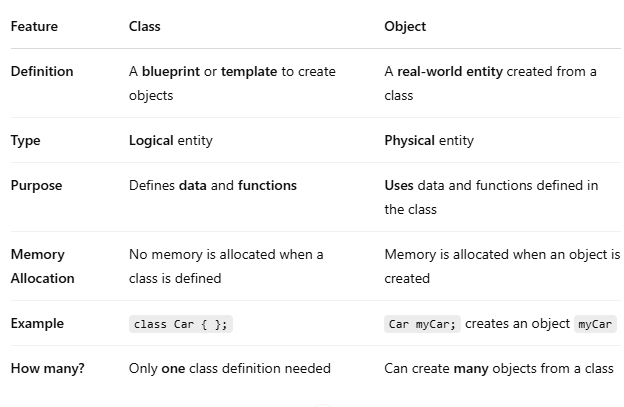 Feature Class Object
Definition A blueprint or template to create A real-world entity created from a
objects class
Type Logical entity Physical entity
Purpose Defines data and functions Uses data and functions defined in
the class
Memory No memory is allocated when a Memory is allocated when an object is
Allocation class is defined created
Example class Car { }; Car myCar; creates an object myCar
How many? Only one class definition needed Can create many objects from a class